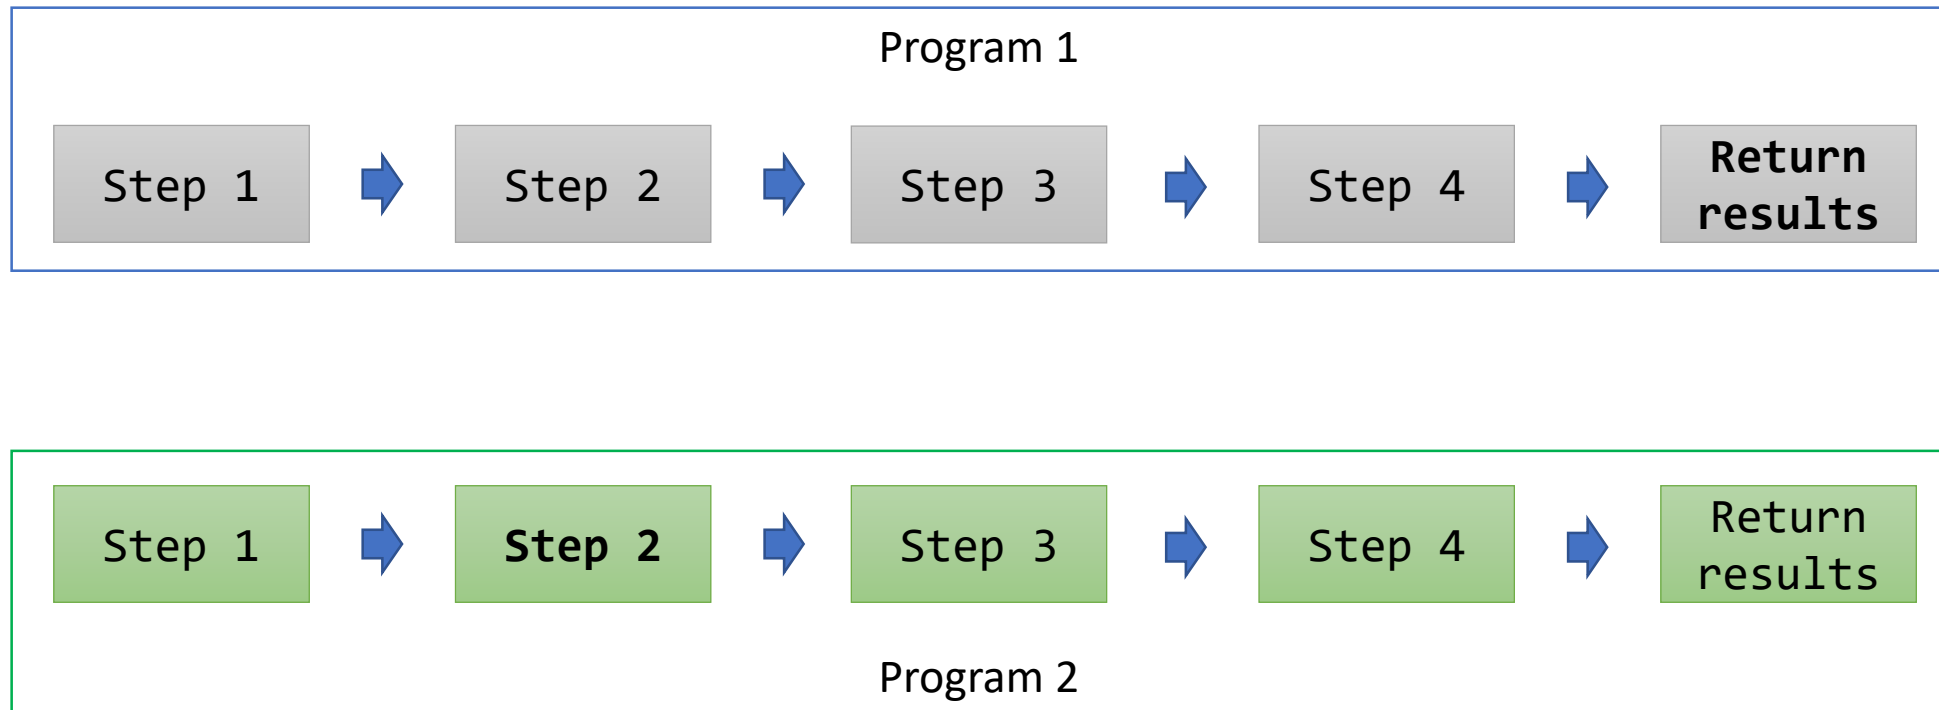 Program 1
Step 1
Step 2
Step 3
Step 4
Return
results
Step 1
Step 2
Step 3
Step 4
Return
results
Program 2